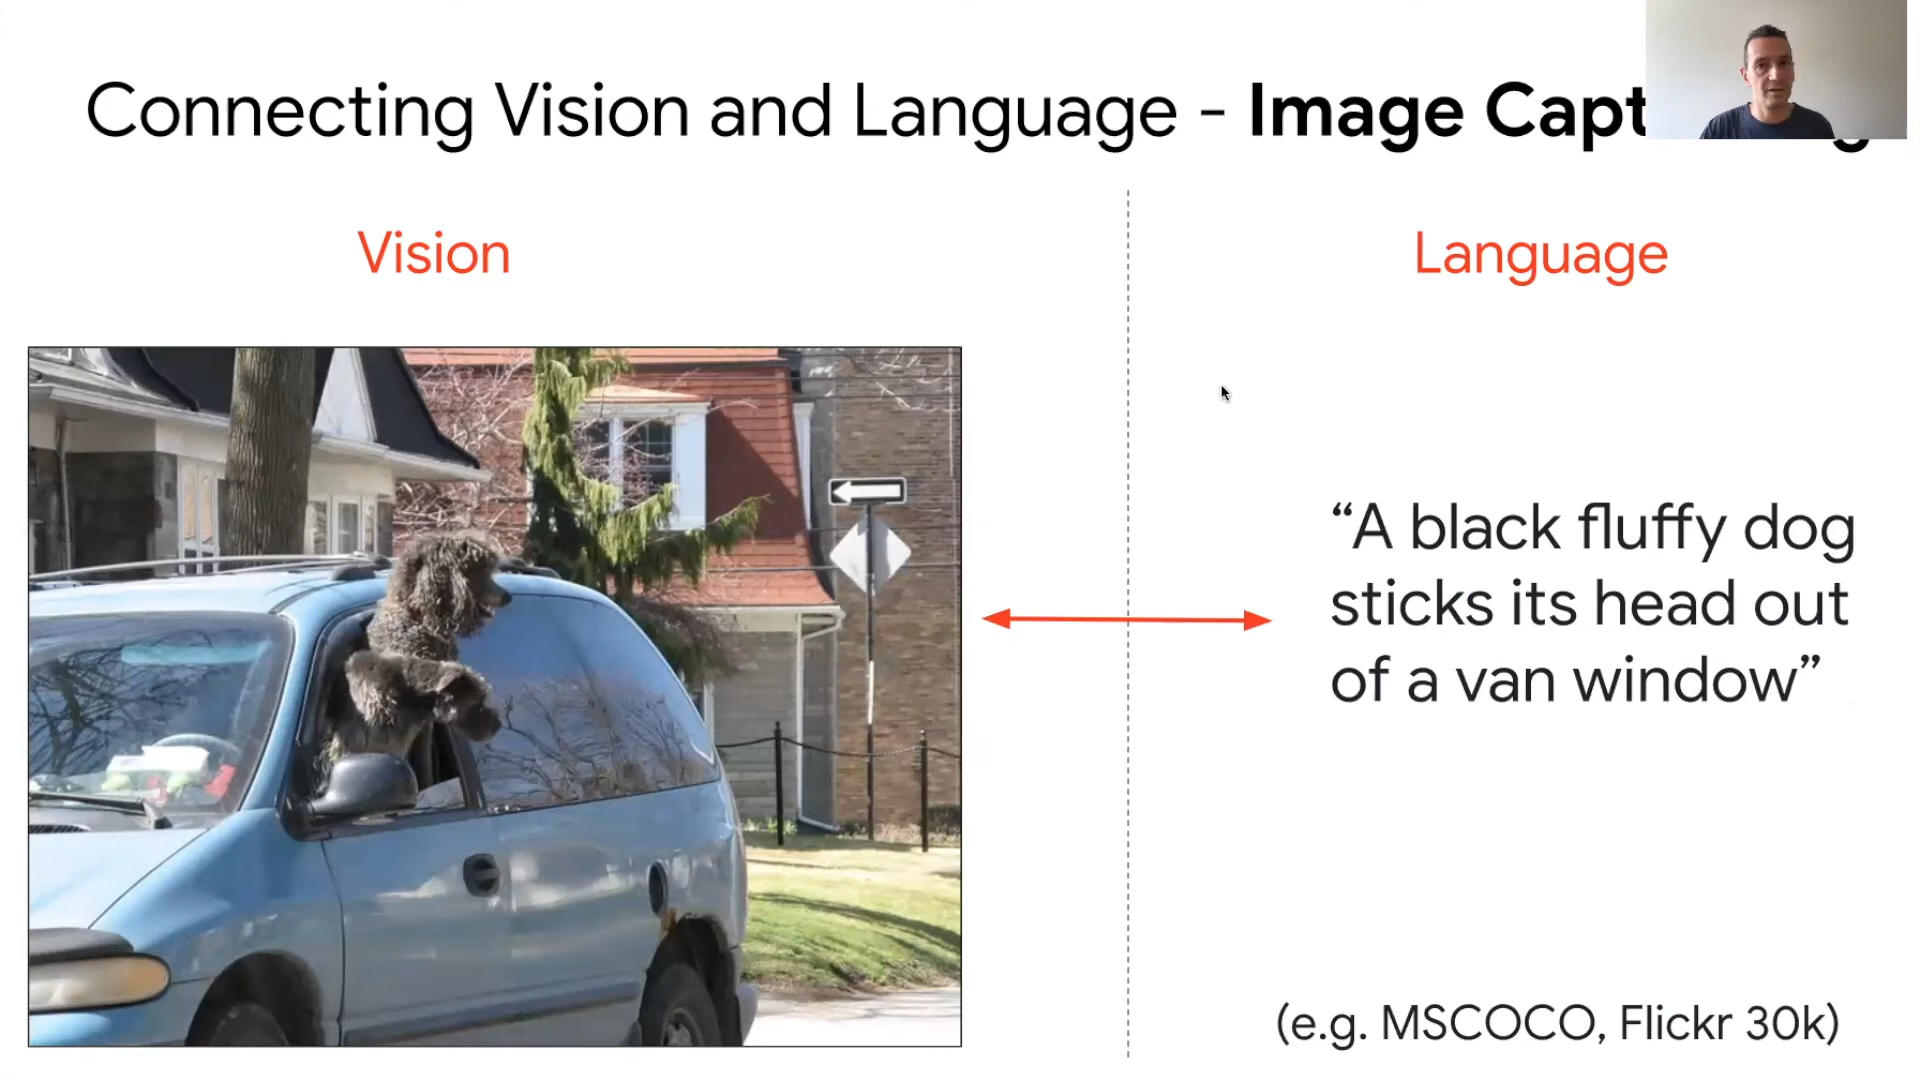 Connecting Vision and Language - Image Capt
Vision
Language
“A black fluffy dog
sticks its head out
of a van window”
(e.g. MSCOCO, Flickr 30k)